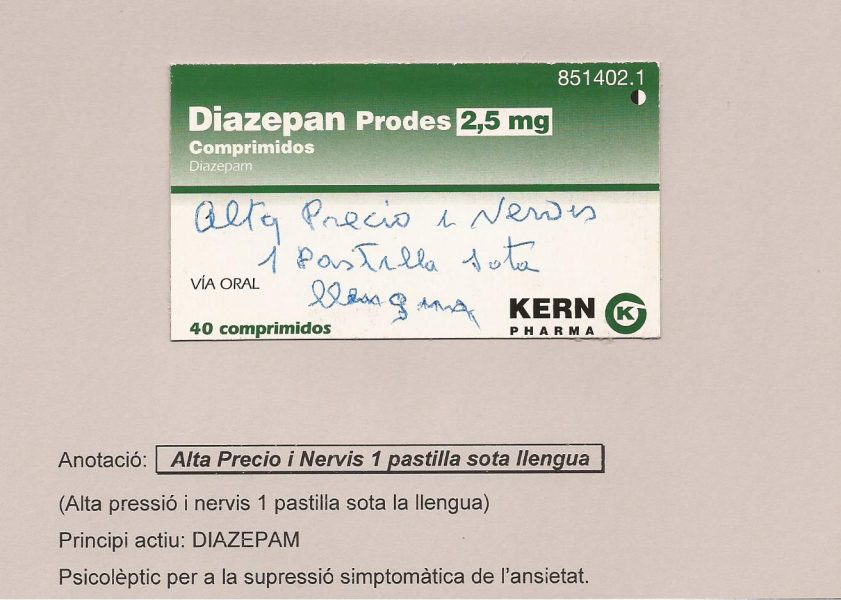 851402.1
Diazepan Prodes 2,5 mg
Comprimidos
Diazepam
Alta Precio i Nervis
1 Pastilla sota
llengua
VÍA ORAL
40 comprimidos
KERN
PHARMA
K
Anotació: Alta Precio i Nervis 1 pastilla sota llengua
(Alta pressió i nervis 1 pastilla sota la llengua)
Principi actiu: DIAZEPAM
Psicolèptic per a la supressió simptomàtica de l'ansietat.